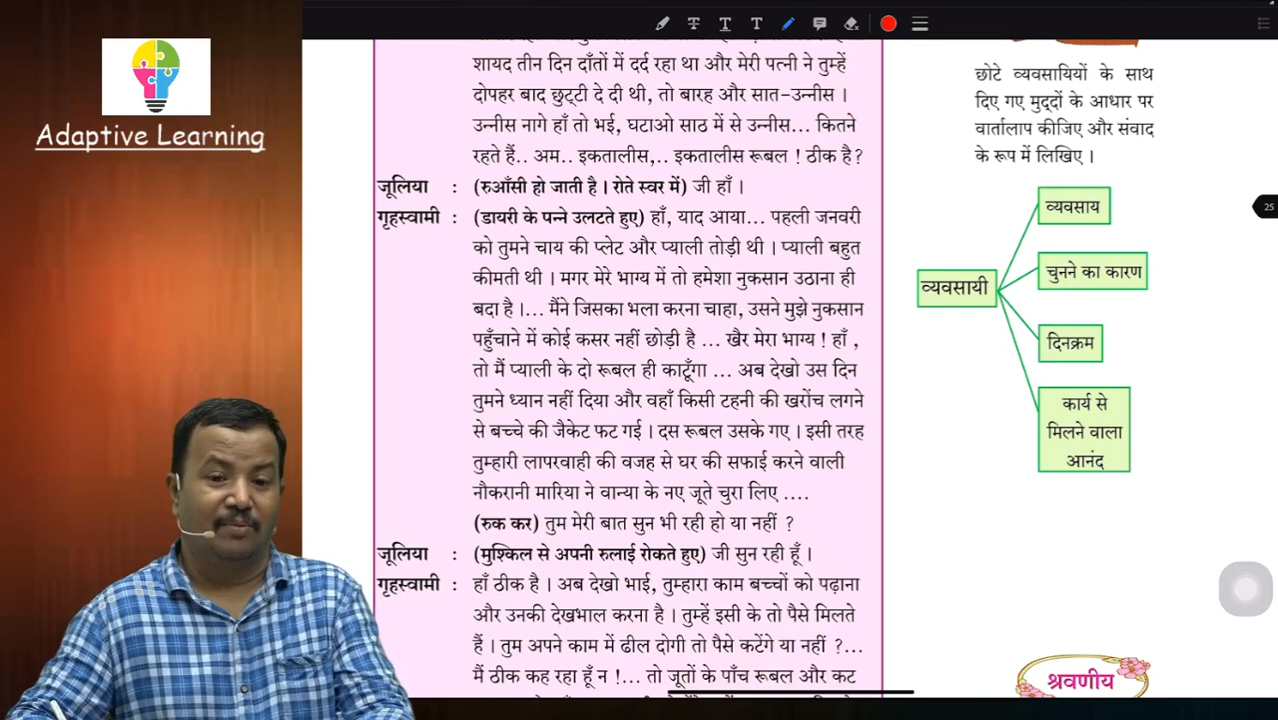 Adaptive Learning
शायद तीन दिन दाँतों में दर्द रहा था और मेरी पत्नी ने तुम्हें
दोपहर बाद छुट्टी दे दी थी, तो बारह और सात-उन्नीस ।
उन्नीस नागे हाँ तो भई, घटाओ साठ में से उन्नीस... कितने
रहते हैं.. अम.. इकतालीस,.. इकतालीस रूबल ! ठीक है?
जूलिया : (रुआँसी हो जाती है । रोते स्वर में) जी हाँ ।
गृहस्वामी : (डायरी के पन्ने उलटते हुए) हाँ, याद आया... पहली जनवरी
को तुमने चाय की प्लेट और प्याली तोड़ी थी । प्याली बहुत
कीमती थी । मगर मेरे भाग्य में तो हमेशा नुकसान उठाना ही
बदा है ।... मैंने जिसका भला करना चाहा, उसने मुझे नुकसान
पहुँचाने में कोई कसर नहीं छोड़ी है ... खैर मेरा भाग्य ! हाँ ,
तो मैं प्याली के दो रूबल ही काटूँगा ... अब देखो उस दिन
तुमने ध्यान नहीं दिया और वहाँ किसी टहनी की खरोंच लगने
से बच्चे की जैकेट फट गई । दस रूबल उसके गए । इसी तरह
तुम्हारी लापरवाही की वजह से घर की सफाई करने वाली
नौकरानी मारिया ने वान्या के नए जूते चुरा लिए ....
(रुक कर) तुम मेरी बात सुन भी रही हो या नहीं ?
जूलिया : (मुश्किल से अपनी रुलाई रोकते हुए) जी सुन रही हूँ ।
गृहस्वामी : हाँ ठीक है । अब देखो भाई, तुम्हारा काम बच्चों को पढ़ाना
और उनकी देखभाल करना है । तुम्हें इसी के तो पैसे मिलते
हैं । तुम अपने काम में ढील दोगी तो पैसे कटेंगे या नहीं ?...
मैं ठीक कह रहा हूँ न !... तो जूतों के पाँच रूबल और कट
छोटे व्यवसायियों के साथ
दिए गए मुद्दों के आधार पर
वार्तालाप कीजिए और संवाद
के रूप में लिखिए ।
व्यवसायी
व्यवसाय
चुनने का कारण
दिनक्रम
कार्य से
मिलने वाला
आनंद
श्रवणीय
25